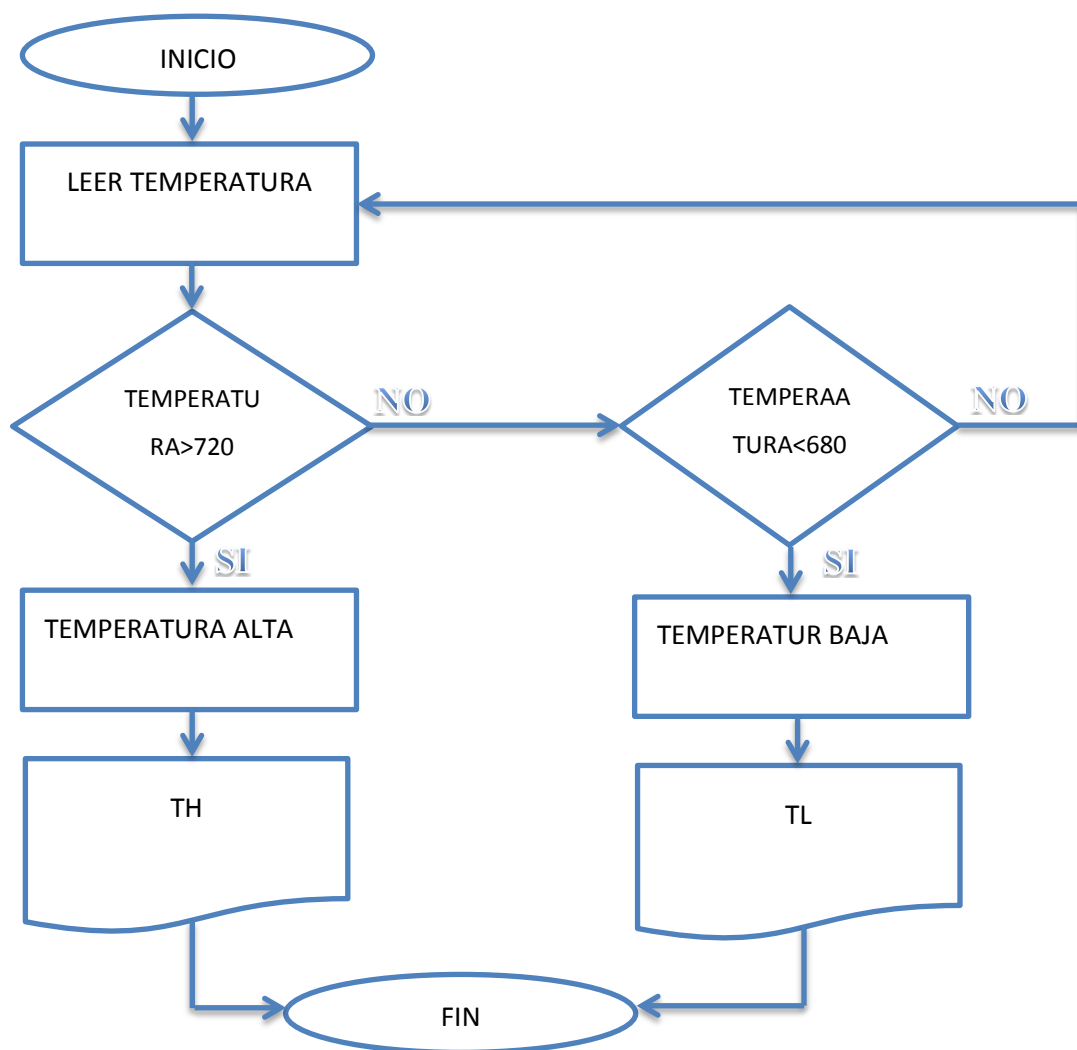 INICIO
LEER TEMPERATURA
TEMPERATU
RA>720
NO
TEMPERAA
TURA<680
NO
SI
SI
TEMPERATURA ALTA
TEMPERATUR BAJA
TH
TL
FIN